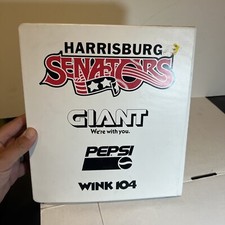 HARRISBURG
SENATORS
GIANT
We're with you.
PEPSI
WINK 104